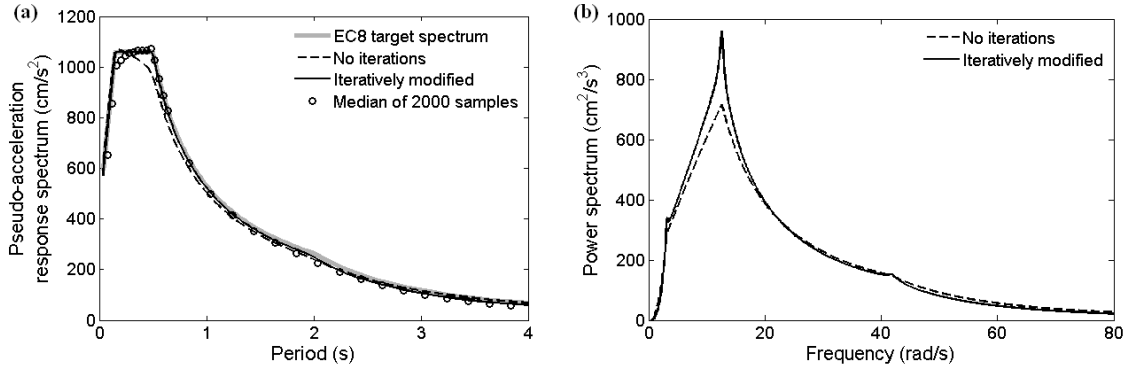 (a)
1200
1000
800
600
400
200
0
0
1
2
3
4
Pseudo-acceleration
response spectrum (cm/s²)
Period (s)
EC8 target spectrum
No iterations
Iteratively modified
Median of 2000 samples
(b)
1000
800
600
400
200
0
0
20
40
60
80
Power spectrum (cm²/s³)
Frequency (rad/s)
No iterations
Iteratively modified